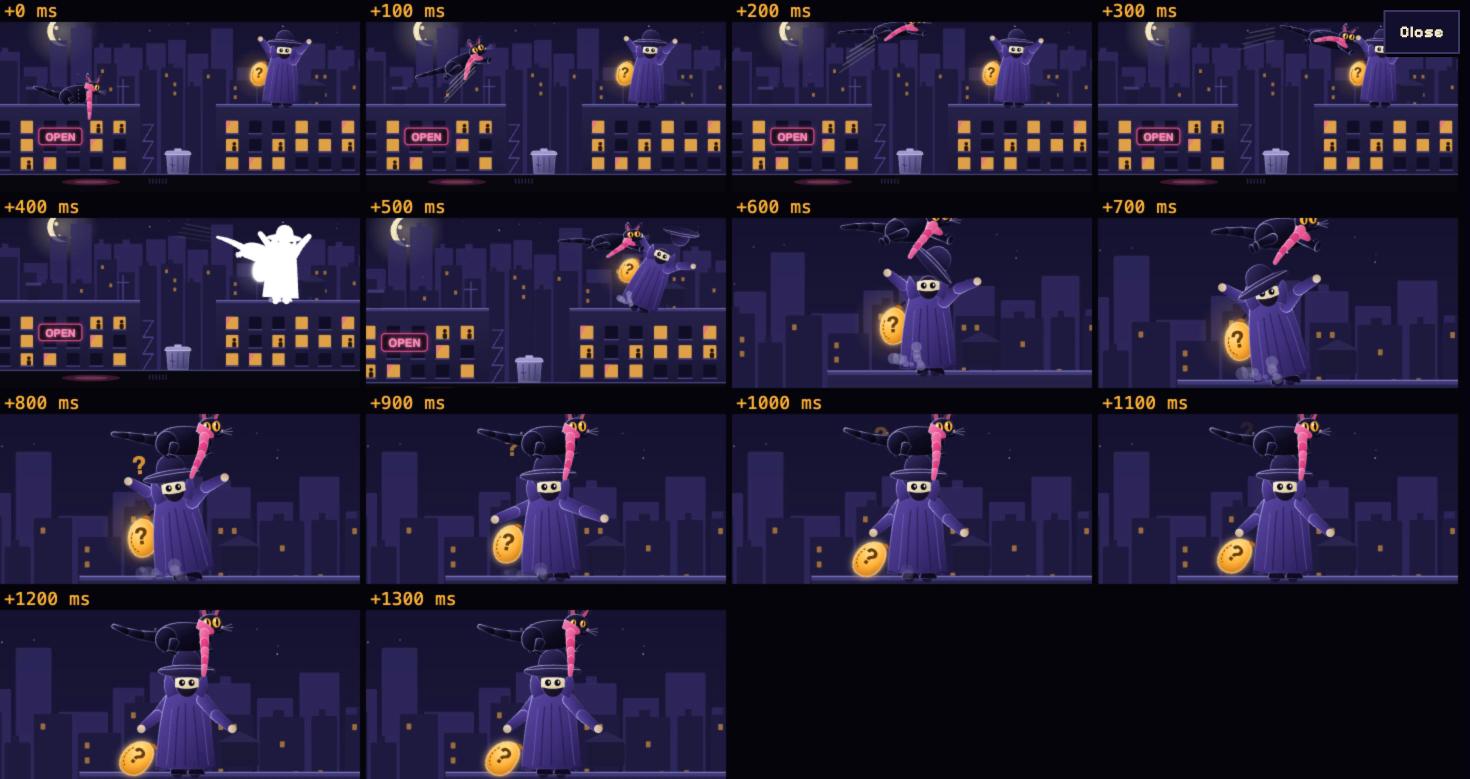 +0 ms
+100 ms
+200 ms
+300 ms
Close
?
?
?
?
OPEN
OPEN
OPEN
OPEN
+400 ms
+500 ms
+600 ms
+700 ms
?
?
?
OPEN
OPEN
+800 ms
+900 ms
+1000 ms
+1100 ms
?
?
?
?
?
?
?
?
+1200 ms
+1300 ms
?
?